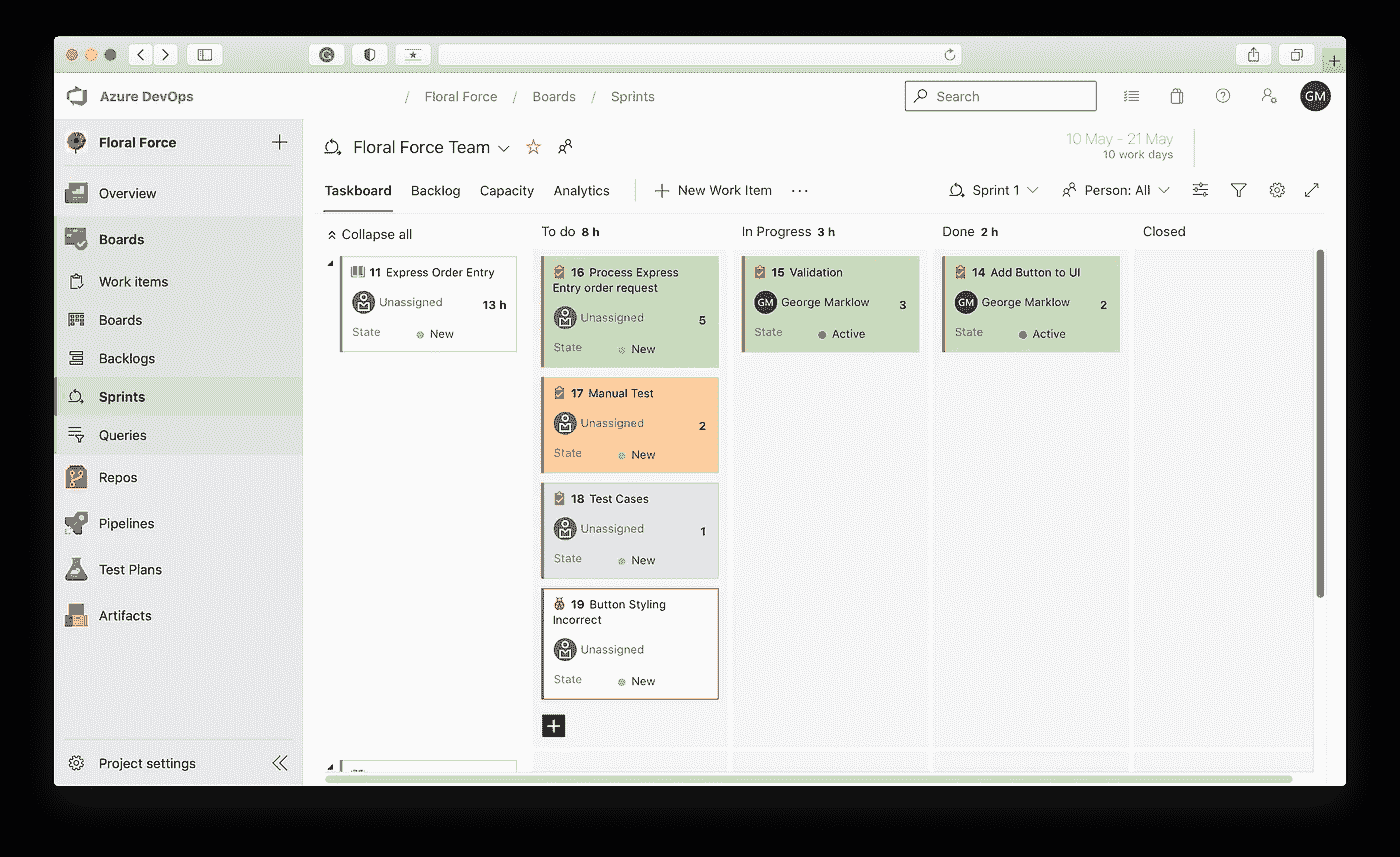 Azure DevOps
/ Floral Force / Boards / Sprints
Search
GM
Floral Force
Overview
Boards
Work items
Boards
Backlogs
Sprints
Queries
Repos
Pipelines
Test Plans
Artifacts
Project settings
Floral Force Team
10 May - 21 May
10 work days
Taskboard Backlog Capacity Analytics
New Work Item
Sprint 1
Person: All
Collapse all
To do 8 h
In Progress 3 h
Done 2 h
Closed
11 Express Order Entry
Unassigned
13 h
State
New
16 Process Express
Entry order request
Unassigned
5
State
New
17 Manual Test
Unassigned
2
State
New
18 Test Cases
Unassigned
1
State
New
19 Button Styling
Incorrect
Unassigned
State
New
15 Validation
GM George Marklow
3
State
Active
14 Add Button to UI
GM George Marklow
2
State
Active